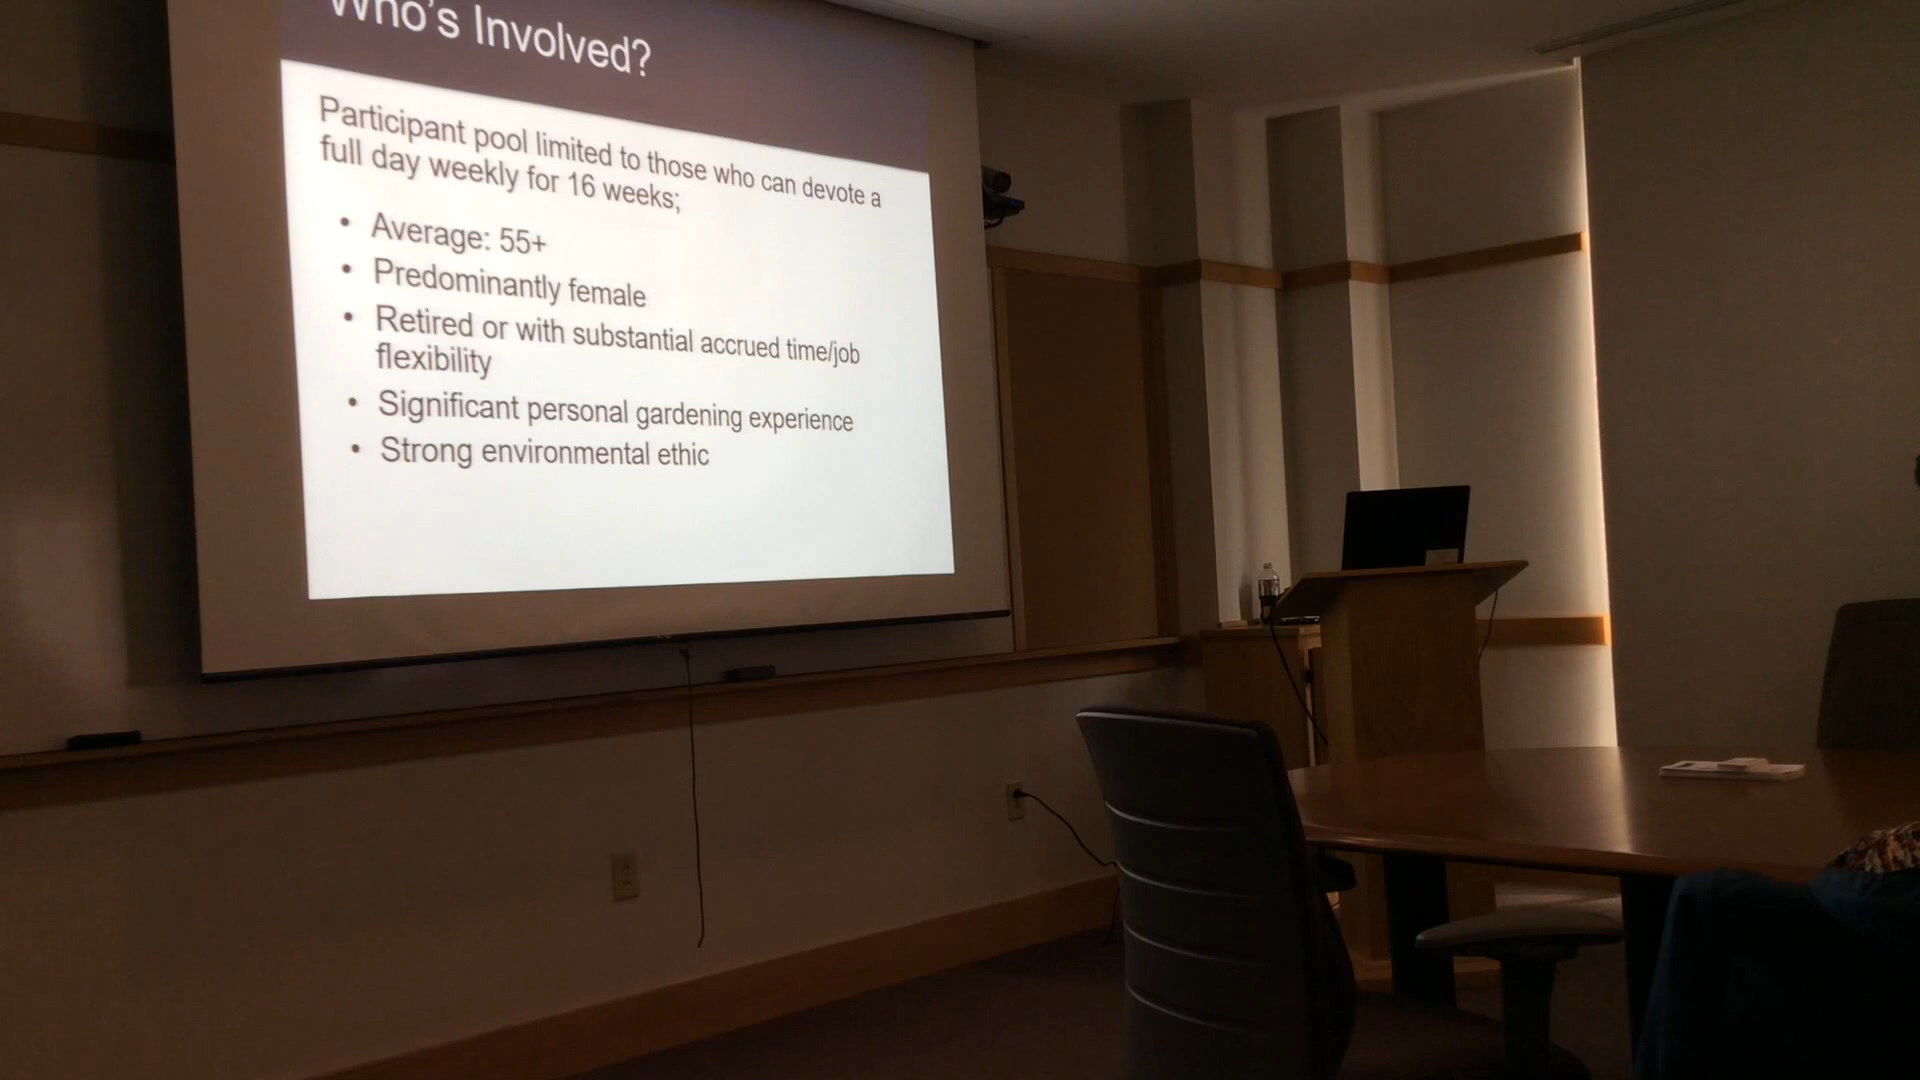 Who's Involved?
Participant pool limited to those who can devote a
full day weekly for 16 weeks;
• Average: 55+
• Predominantly female
• Retired or with substantial accrued time/job
flexibility
• Significant personal gardening experience
• Strong environmental ethic